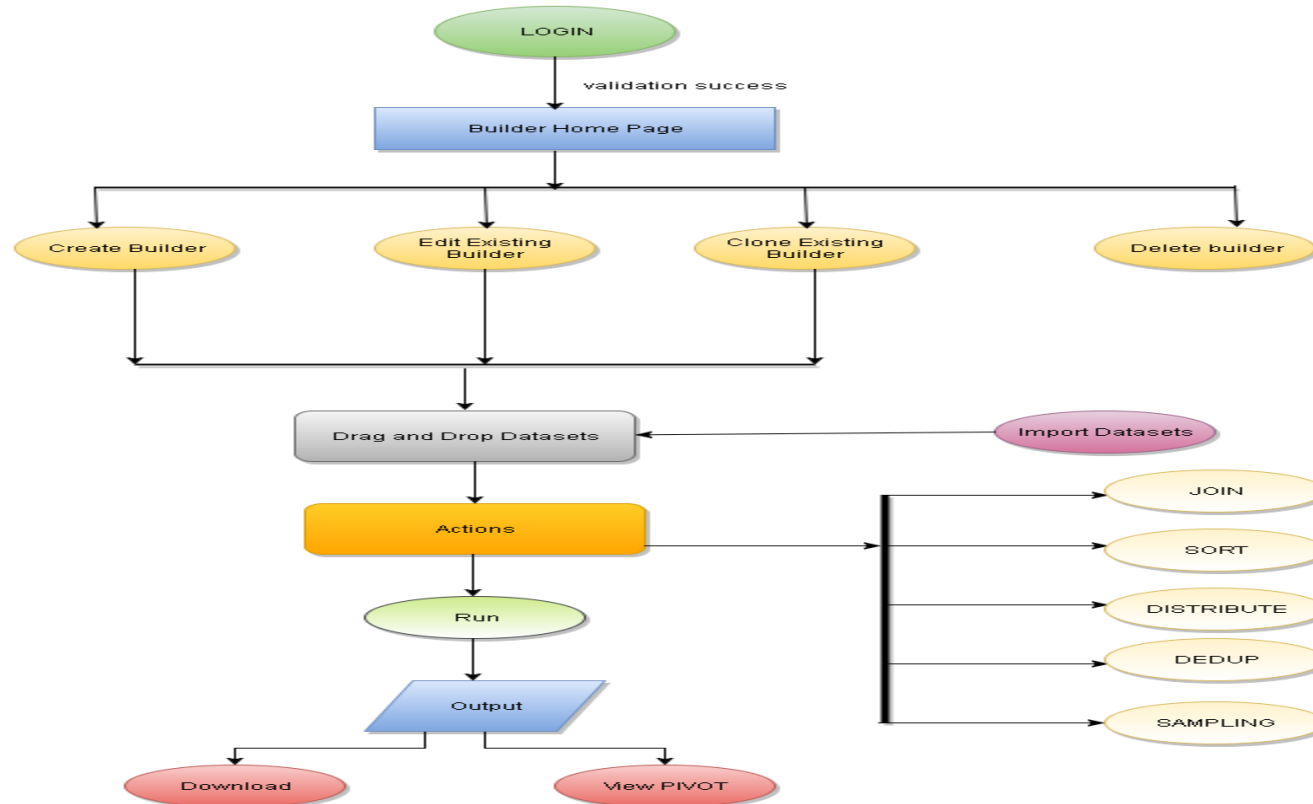 LOGIN
validation success
Builder Home Page
Create Builder
Edit Existing
Builder
Clone Existing
Builder
Delete builder
Drag and Drop Datasets
Import Datasets
Actions
JOIN
SORT
DISTRIBUTE
DEDUP
SAMPLING
Run
Output
Download
View PIVOT